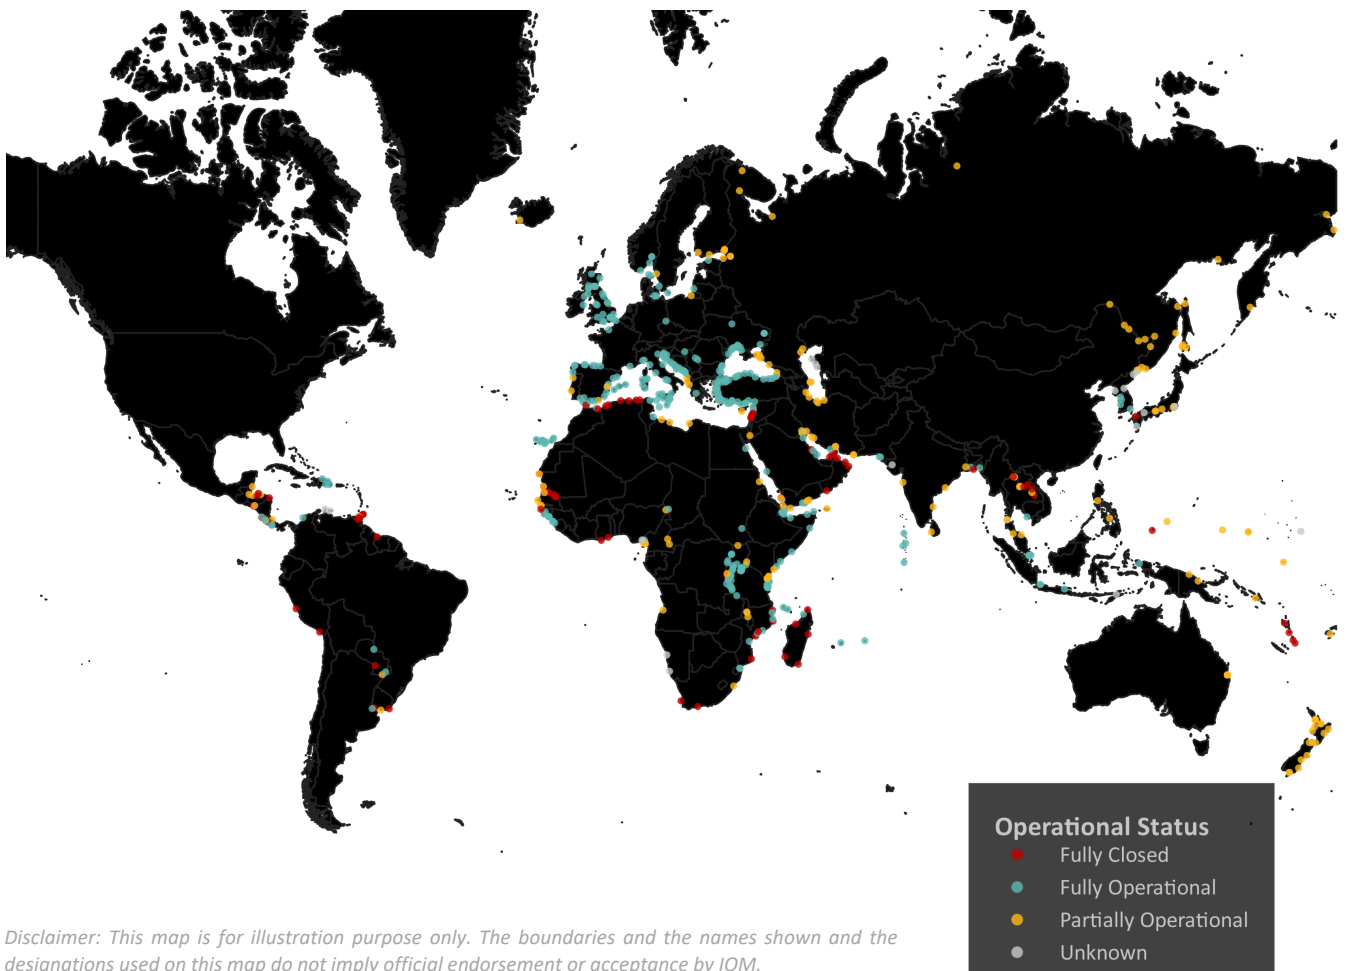 Operational Status
Fully Closed
Fully Operational
Partially Operational
Unknown
Disclaimer: This map is for illustration purpose only. The boundaries and the names shown and the
designations used on this map do not imply official endorsement or acceptance by IOM.